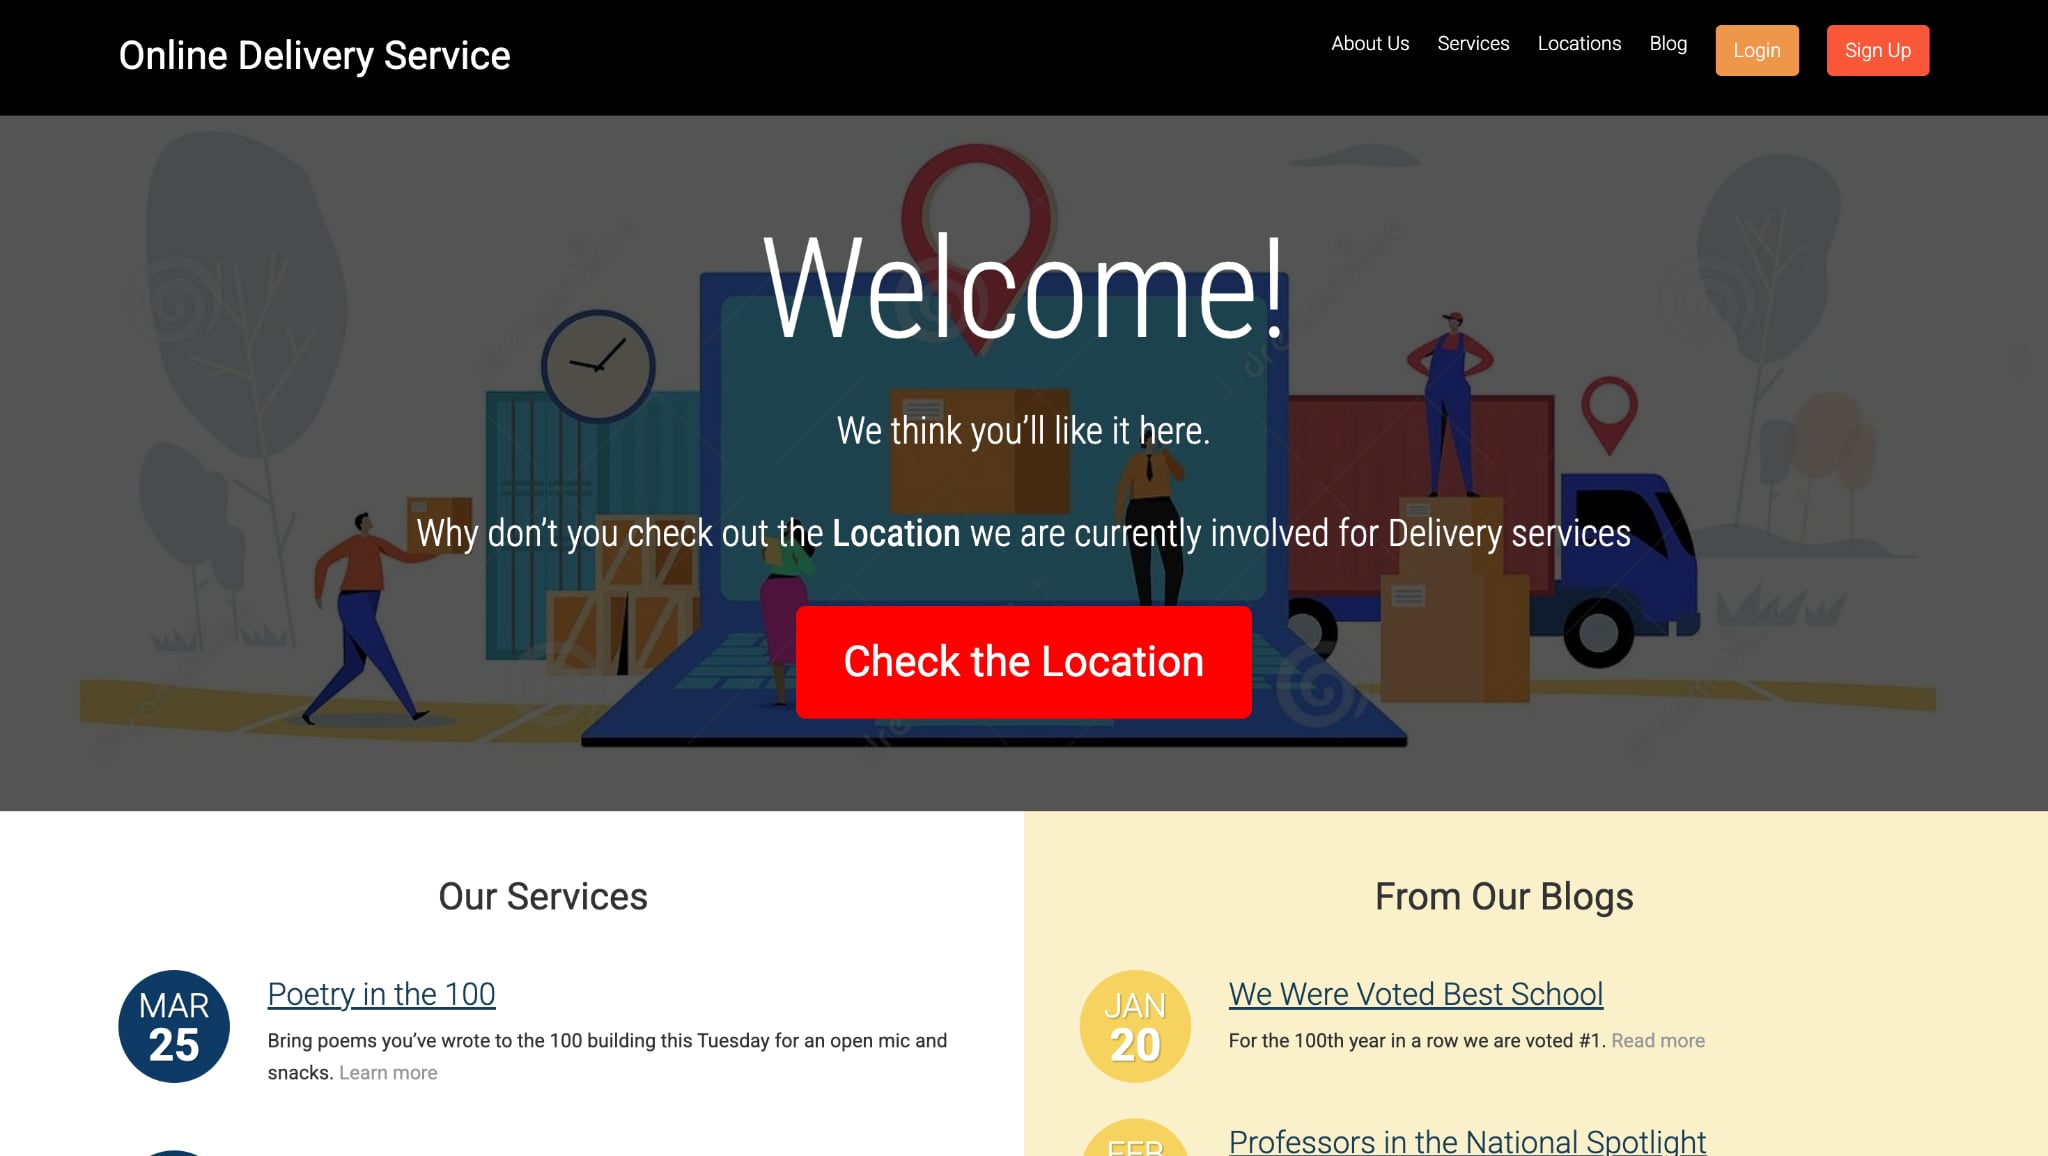 Online Delivery Service
About Us
Services
Locations
Blog
Login
Sign Up
Welcome!
We think you’ll like it here.
Why don’t you check out the Location we are currently involved for Delivery services
Check the Location
Our Services
MAR
25
Poetry in the 100
Bring poems you’ve wrote to the 100 building this Tuesday for an open mic and
snacks. Learn more
From Our Blogs
JAN
20
We Were Voted Best School
For the 100th year in a row we are voted #1. Read more
FEB
Professors in the National Spotlight